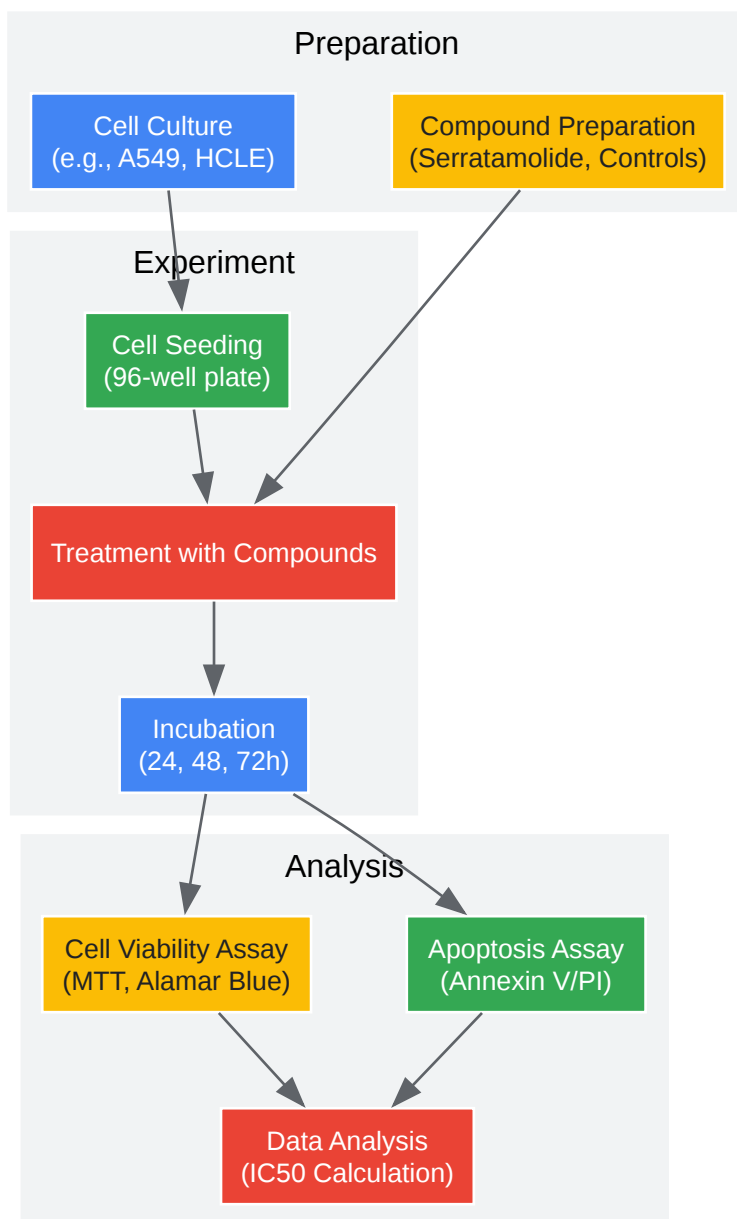 Preparation
Cell Culture
(e.g., A549, HCLE)
Compound Preparation
(Serratamolide, Controls)
Experiment
Cell Seeding
(96-well plate)
Treatment with Compounds
Incubation
(24, 48, 72h)
Analysis
Cell Viability Assay
(MTT, Alamar Blue)
Apoptosis Assay
(Annexin V/PI)
Data Analysis
(IC50 Calculation)